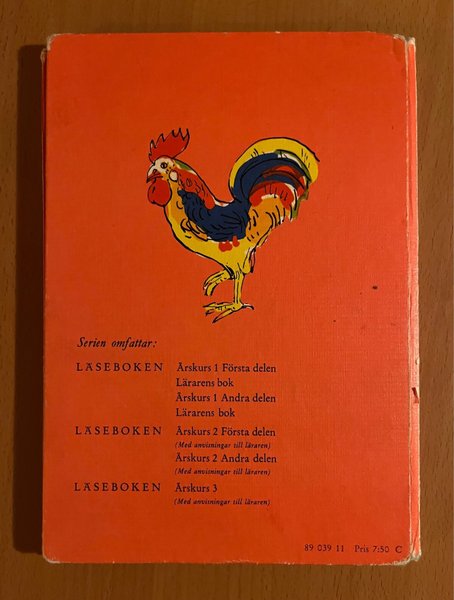 Serien omfattar:
LÄSEBOKEN Årskurs 1 Första delen
Lärarens bok
Årskurs 1 Andra delen
Lärarens bok
LÄSEBOKEN Årskurs 2 Första delen
(Med anvisningar till läraren)
Årskurs 2 Andra delen
(Med anvisningar till läraren)
LÄSEBOKEN Årskurs 3
(Med anvisningar till läraren)
89 039 11 Pris 7:50 C